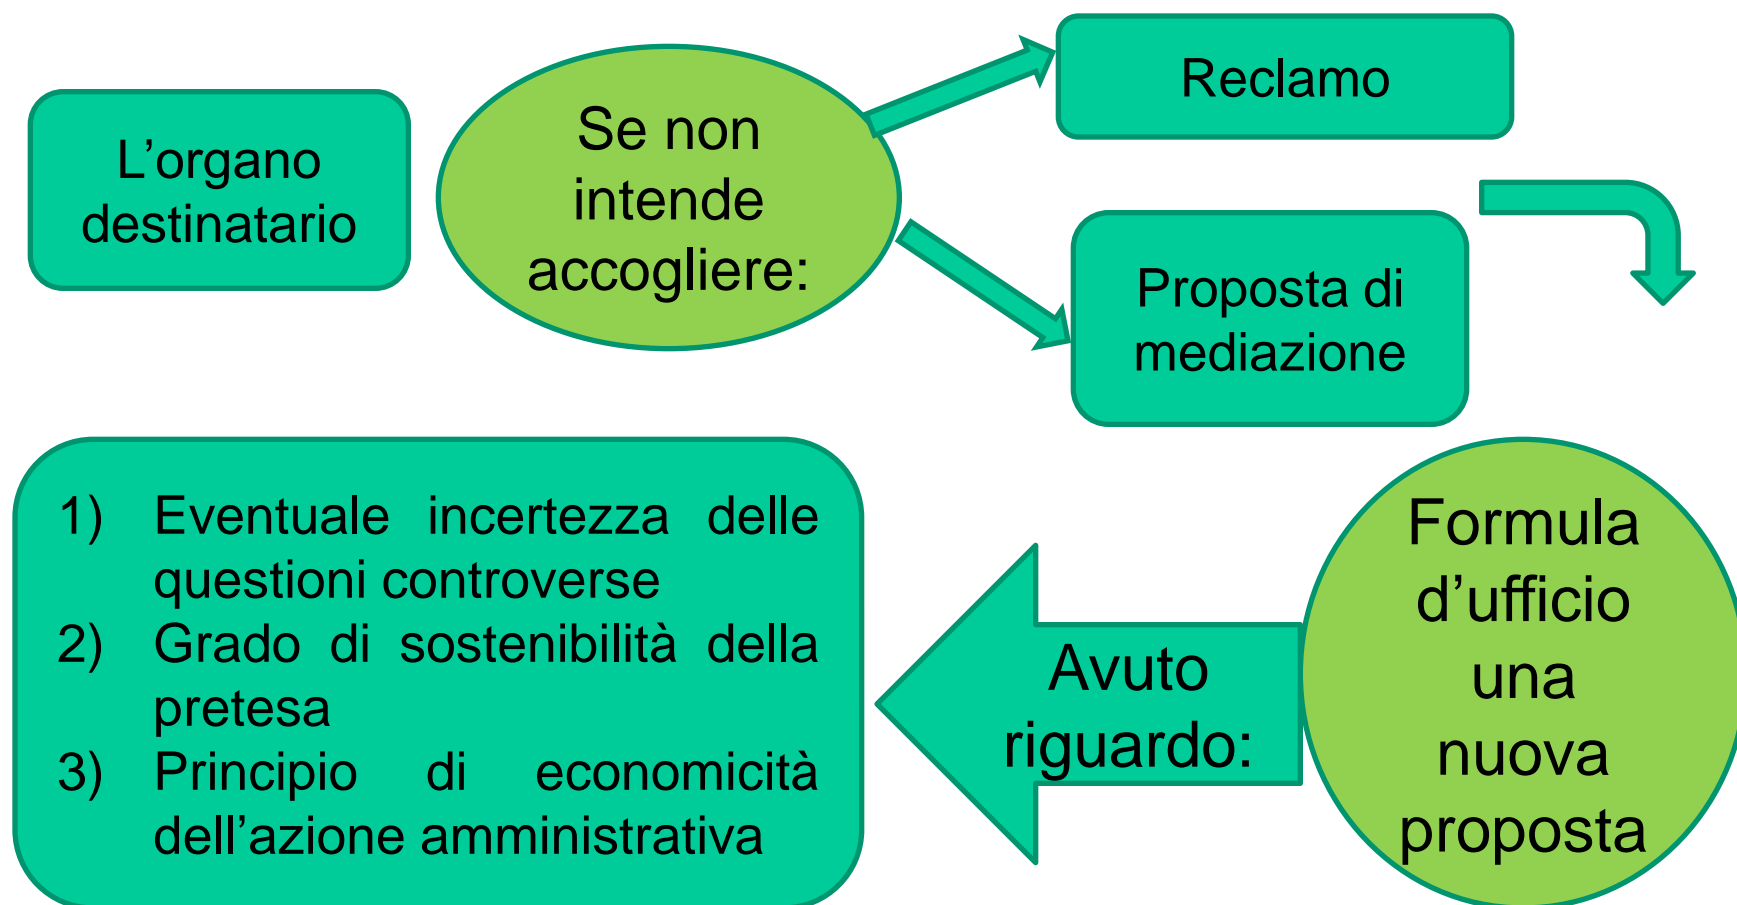 L’organo
destinatario
Se non
intende
accogliere:
Reclamo
Proposta di
mediazione
Formula
d’ufficio
una
nuova
proposta
Avuto
riguardo:
1) Eventuale incertezza delle
questioni controverse
2) Grado di sostenibilità della
pretesa
3) Principio di economicità
dell’azione amministrativa